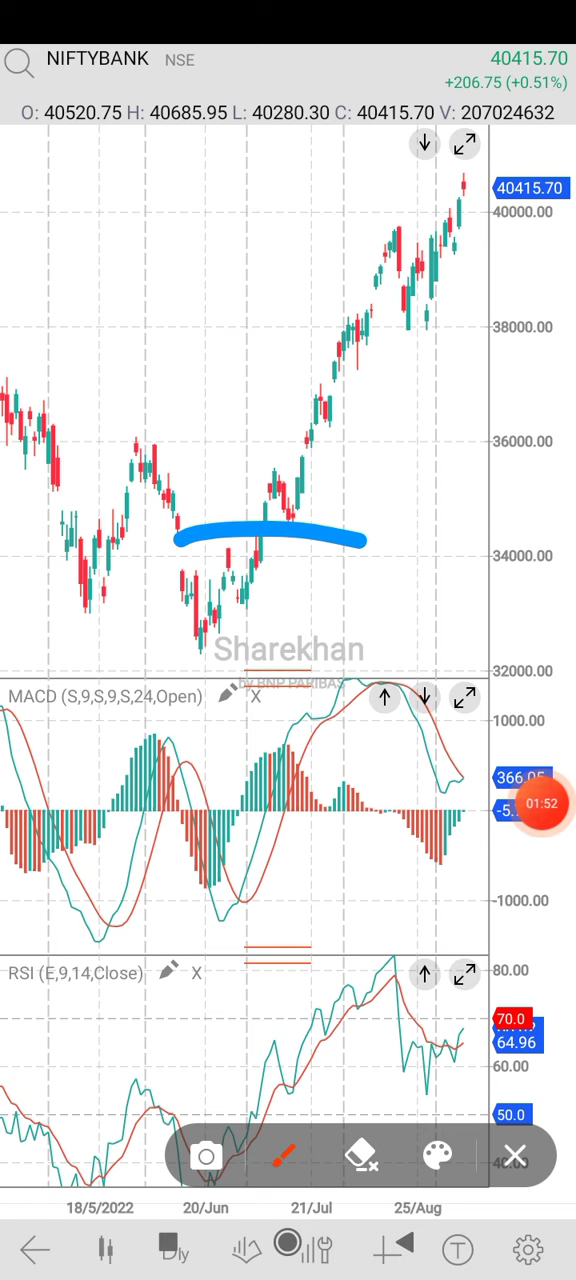 NIFTYBANK NSE 40415.70
+206.75 (+0.51%)
O: 40520.75 H: 40685.95 L: 40280.30 C: 40415.70 V: 207024632
40415.70
40000.00
38000.00
36000.00
34000.00
Sharekhan
by BNP PARIBAS
32000.00
MACD (S,9,S,9,S,24,Open) X
1000.00
366.05
01:52
-1000.00
RSI (E,9,14,Close) X
80.00
70.0
64.96
60.00
50.0
18/5/2022 20/Jun 21/Jul 25/Aug
T